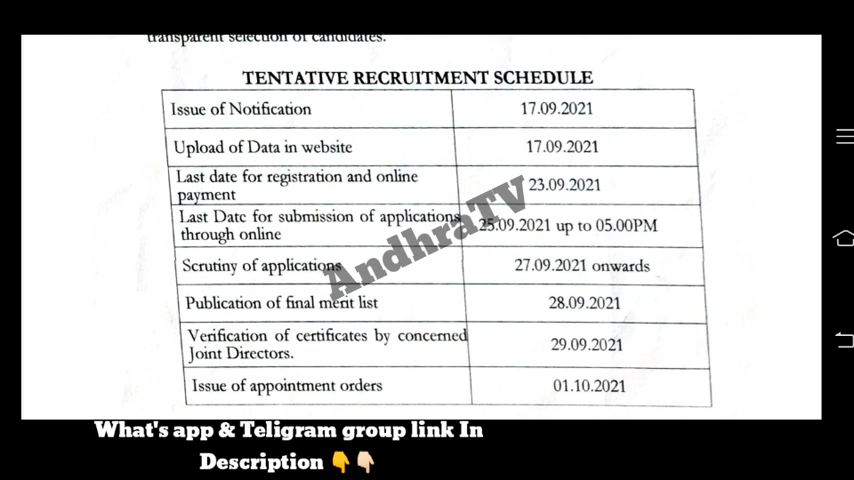 transparent selection of candidates.
TENTATIVE RECRUITMENT SCHEDULE
Issue of Notification 17.09.2021
Upload of Data in website 17.09.2021
Last date for registration and online
payment 23.09.2021
Last Date for submission of applications
through online 25.09.2021 up to 05.00PM
Scrutiny of applications 27.09.2021 onwards
Publication of final merit list 28.09.2021
Verification of certificates by concerned
Joint Directors. 29.09.2021
Issue of appointment orders 01.10.2021
AndhraTV
What's app & Teligram group link In
Description 👇👇🏻